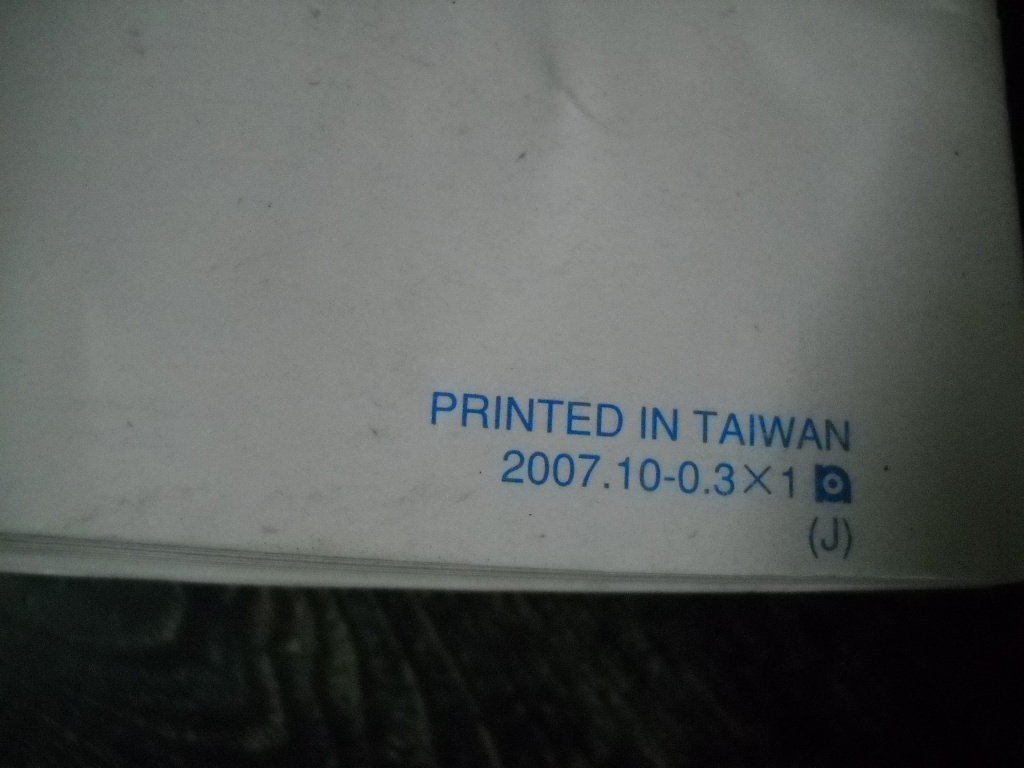 PRINTED IN TAIWAN
2007.10-0.3×1
(J)